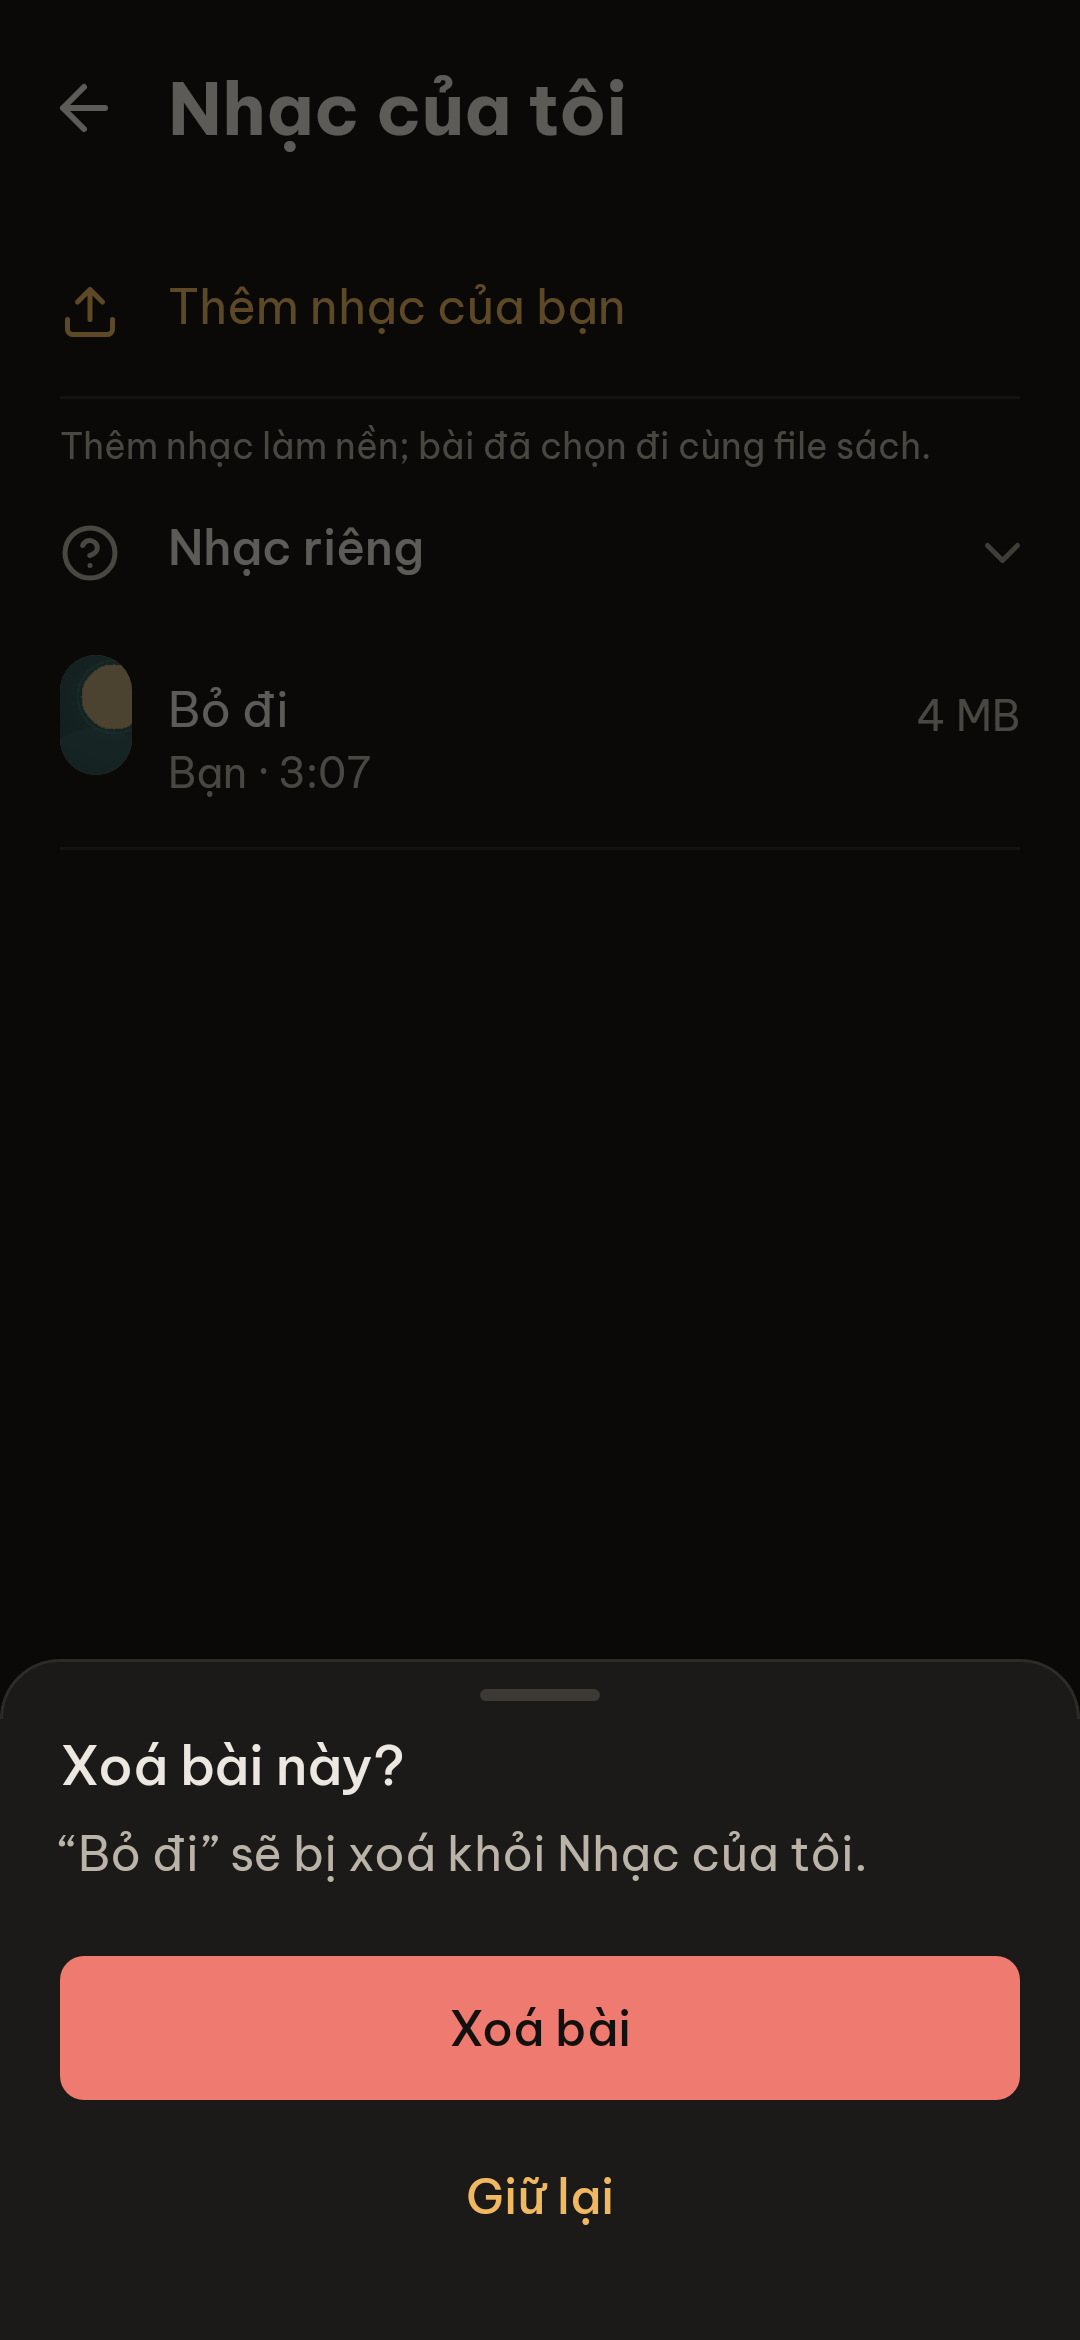 Nhạc của tôi
Thêm nhạc của bạn
Thêm nhạc làm nền; bài đã chọn đi cùng file sách.
Nhạc riêng
Bỏ đi
4 MB
Bạn · 3:07
Xoá bài này?
“Bỏ đi” sẽ bị xoá khỏi Nhạc của tôi.
Xoá bài
Giữ lại